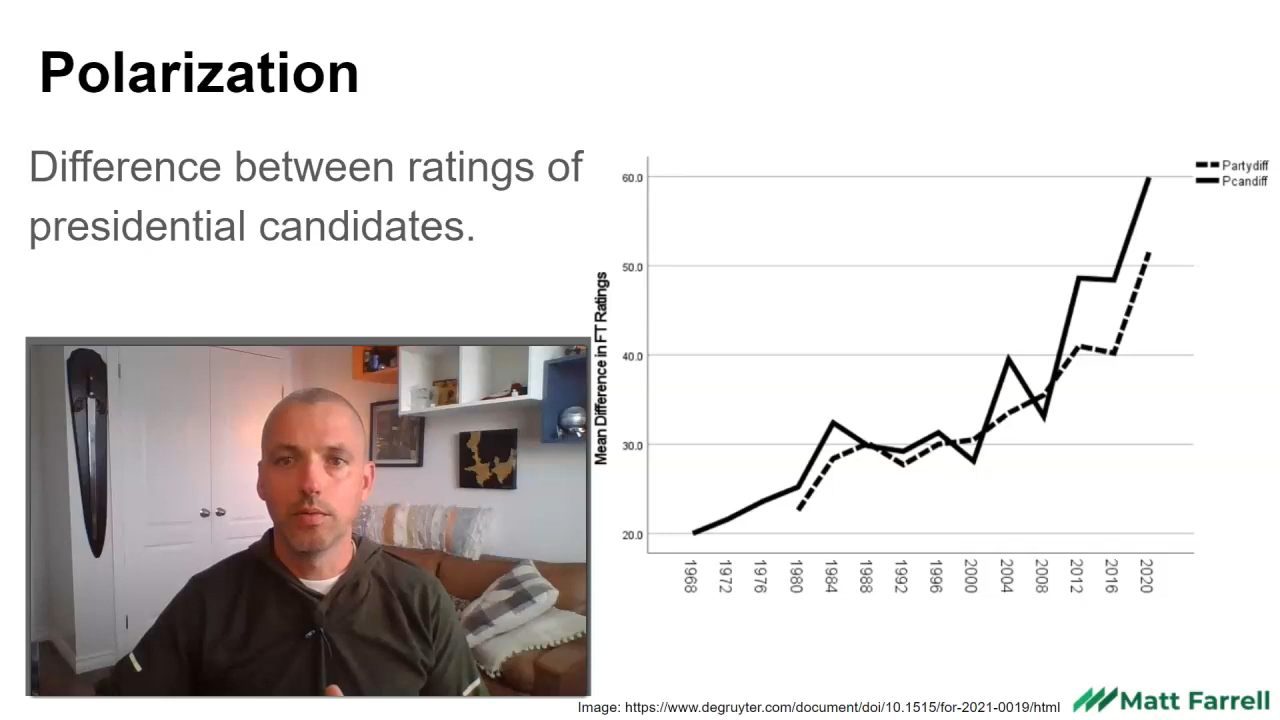 Polarization
Difference between ratings of
presidential candidates.
Partydiff
Pcandiff
60.0
50.0
40.0
30.0
20.0
Mean Difference in FT Ratings
1968
1972
1976
1980
1984
1988
1992
1996
2000
2004
2008
2012
2016
2020
Image: https://www.degruyter.com/document/doi/10.1515/for-2021-0019/html
Matt Farrell